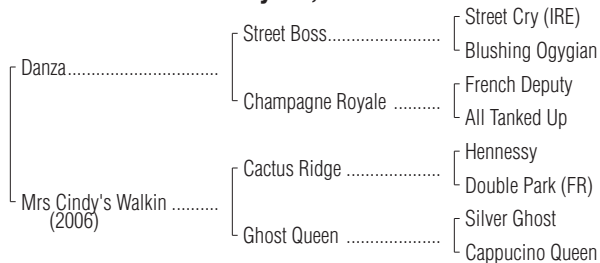 Street Cry (IRE)
Street Boss
Blushing Ogygian
Danza
French Deputy
Champagne Royale
All Tanked Up
Hennessy
Cactus Ridge
Double Park (FR)
Mrs Cindy's Walkin
(2006)
Silver Ghost
Ghost Queen
Cappucino Queen